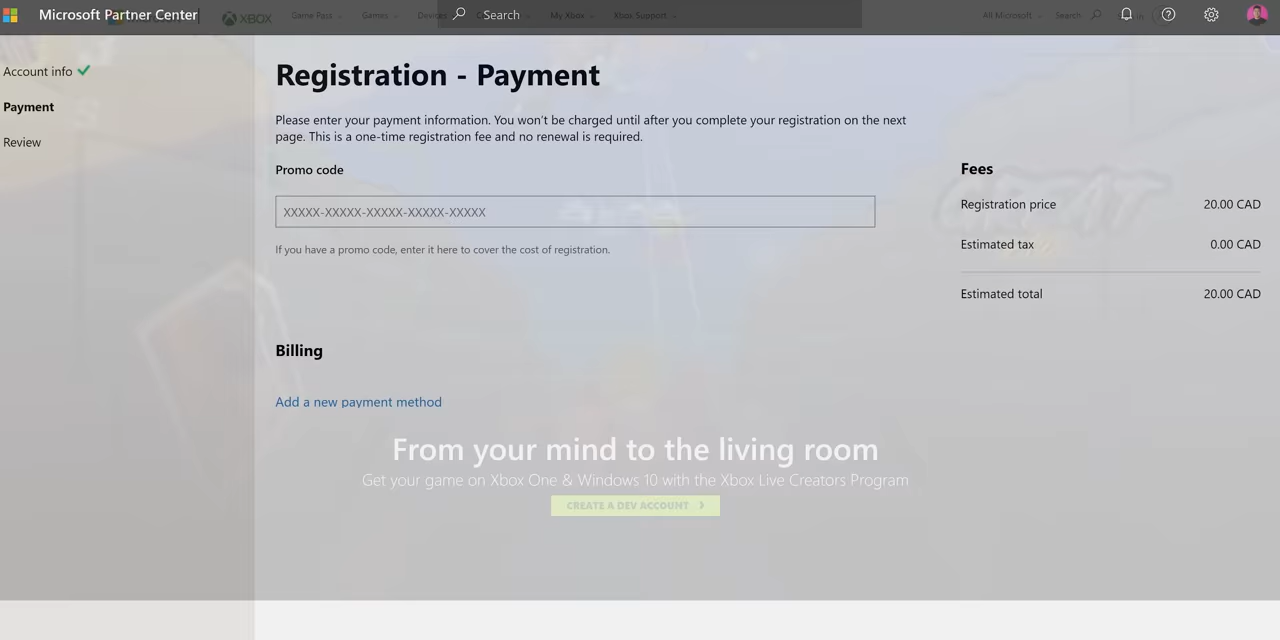 Microsoft Partner Center
XBOX
Game Pass
Games
Devices
Search
My Xbox
Xbox Support
All Microsoft
Search
Account info
Payment
Review
Registration - Payment
Please enter your payment information. You won't be charged until after you complete your registration on the next
page. This is a one-time registration fee and no renewal is required.
Promo code
XXXXX-XXXXX-XXXXX-XXXXX-XXXXX
If you have a promo code, enter it here to cover the cost of registration.
Fees
Registration price 20.00 CAD
Estimated tax 0.00 CAD
Estimated total 20.00 CAD
GREAT
Billing
Add a new payment method
From your mind to the living room
Get your game on Xbox One & Windows 10 with the Xbox Live Creators Program
CREATE A DEV ACCOUNT